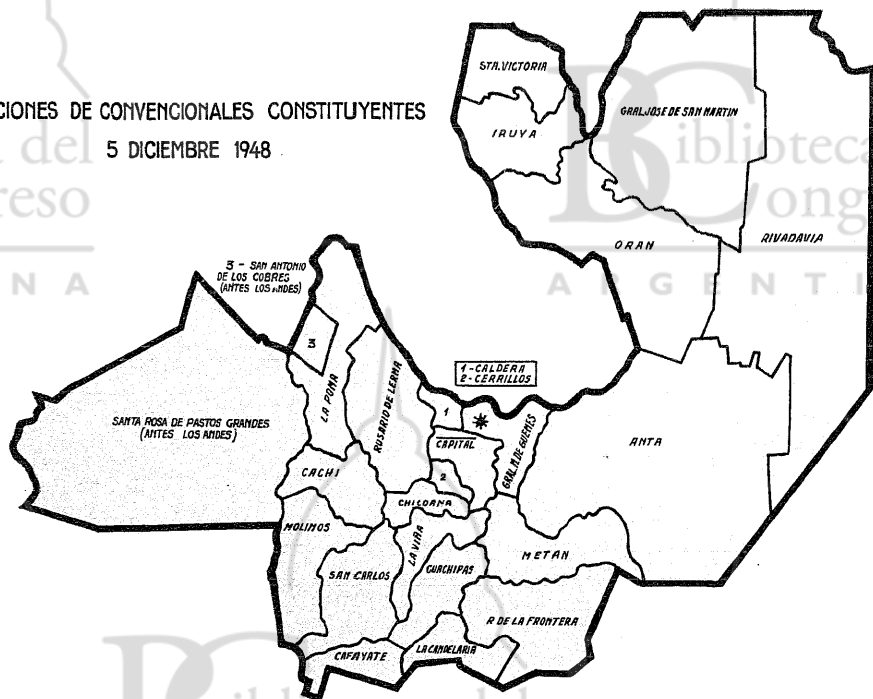 CIONES DE CONVENCIONALES CONSTITUYENTES
5 DICIEMBRE 1948
STA. VICTORIA
IRUYA
GRAL. JOSE DE SAN MARTIN
ORAN
RIVADAVIA
3 - SAN ANTONIO
DE LOS COBRES
(ANTES LOS ANDES)
3
1 - CALDERA
2 - CERRILLOS
SANTA ROSA DE PASTOS GRANDES
(ANTES LOS ANDES)
LA POMA
ROSARIO DE LERMA
1
CAPITAL
GRAL. M. DE GUEMES
ANTA
CACHI
2
CHICOANA
MOLINOS
LA VIÑA
METAN
SAN CARLOS
GUACHIPAS
R. DE LA FRONTERA
CAFAYATE
LA CANDELARIA
a del
reso
N A
Biblioteca
Cong
A R G E N T I